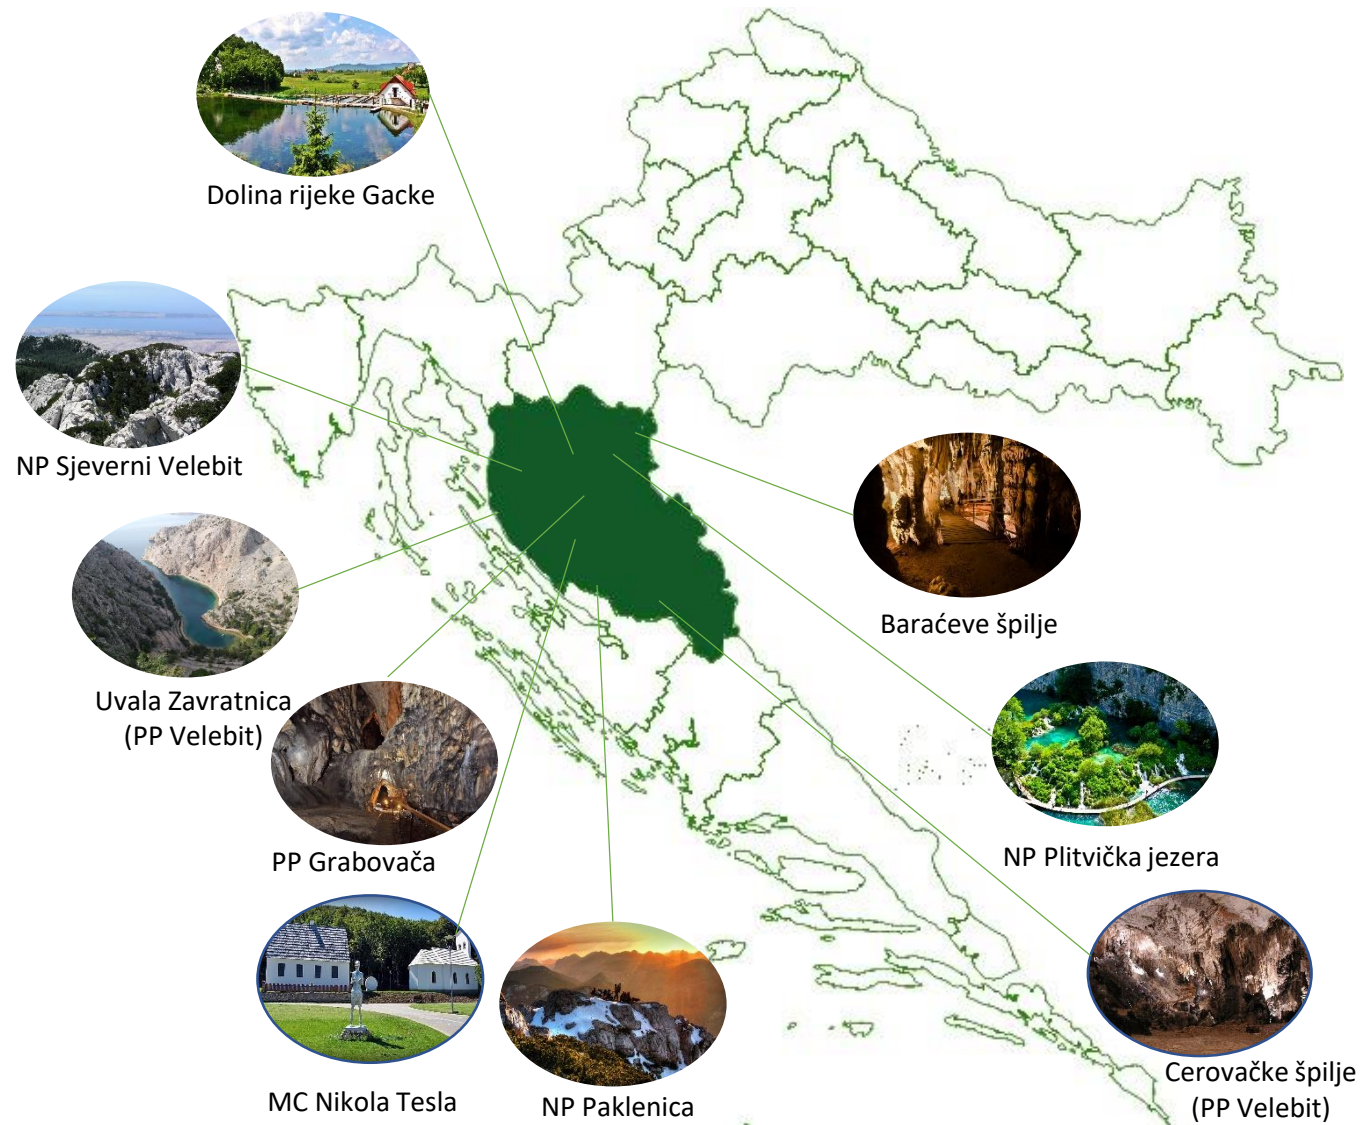 Dolina rijeke Gacke
NP Sjeverni Velebit
Uvala Zavratnica
(PP Velebit)
PP Grabovača
MC Nikola Tesla
NP Paklenica
Baraćeve špilje
NP Plitvička jezera
Cerovačke špilje
(PP Velebit)